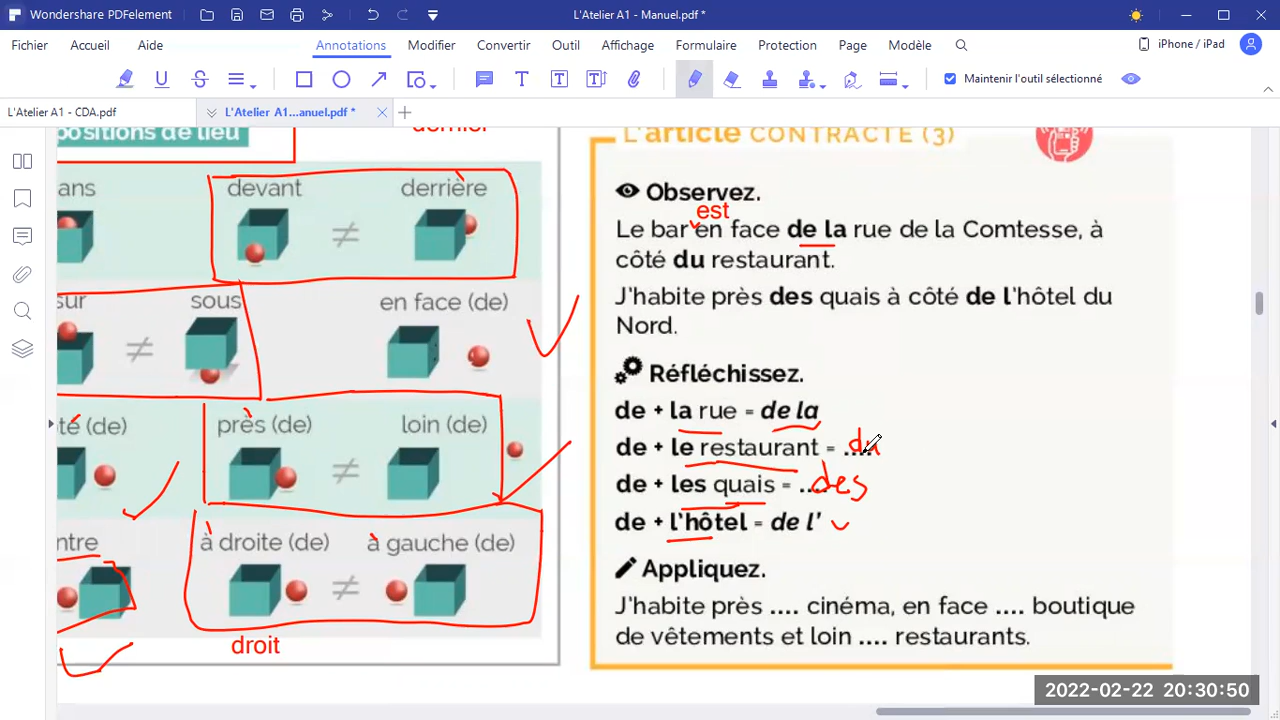 Wondershare PDFelement
L'Atelier A1 - Manuel.pdf *
Fichier Accueil Aide Annotations Modifier Convertir Outil Affichage Formulaire Protection Page Modèle iPhone / iPad
Maintenir l'outil sélectionné
L'Atelier A1 - CDA.pdf L'Atelier A1...anuel.pdf *
positions de lieu
dernier
ans devant derrière
sur sous en face (de)
té (de) près (de) loin (de)
ntre à droite (de) à gauche (de)
droit
L'article CONTRACTÉ (3)
Observez.
est
Le bar en face de la rue de la Comtesse, à
côté du restaurant.
J'habite près des quais à côté de l'hôtel du
Nord.
Réfléchissez.
de + la rue = de la
de + le restaurant = .... du
de + les quais = .... des
de + l'hôtel = de l'
Appliquez.
J'habite près .... cinéma, en face .... boutique
de vêtements et loin .... restaurants.
2022-02-22 20:30:50